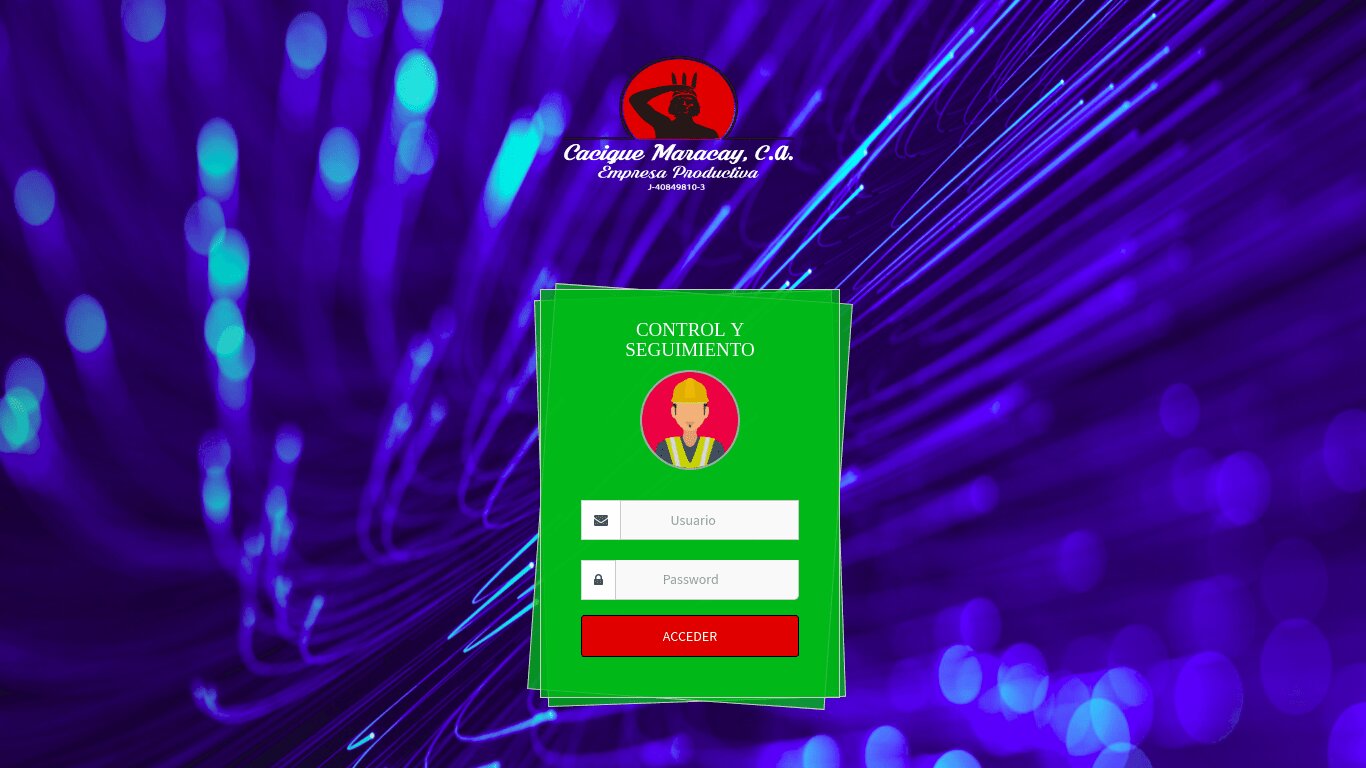 Cacique Maracay, C.A.
Empresa Productiva
J-40849810-3
CONTROL Y
SEGUIMIENTO
Usuario
Password
ACCEDER